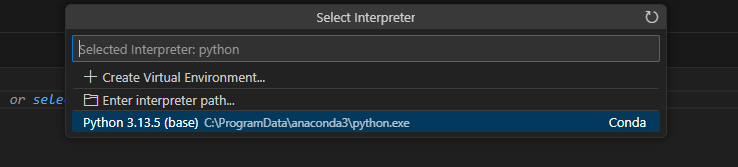 Select Interpreter
Selected Interpreter: python
Create Virtual Environment...
or
Enter interpreter path...
Python 3.13.5 (base) C:\ProgramData\anaconda3\python.exe Conda